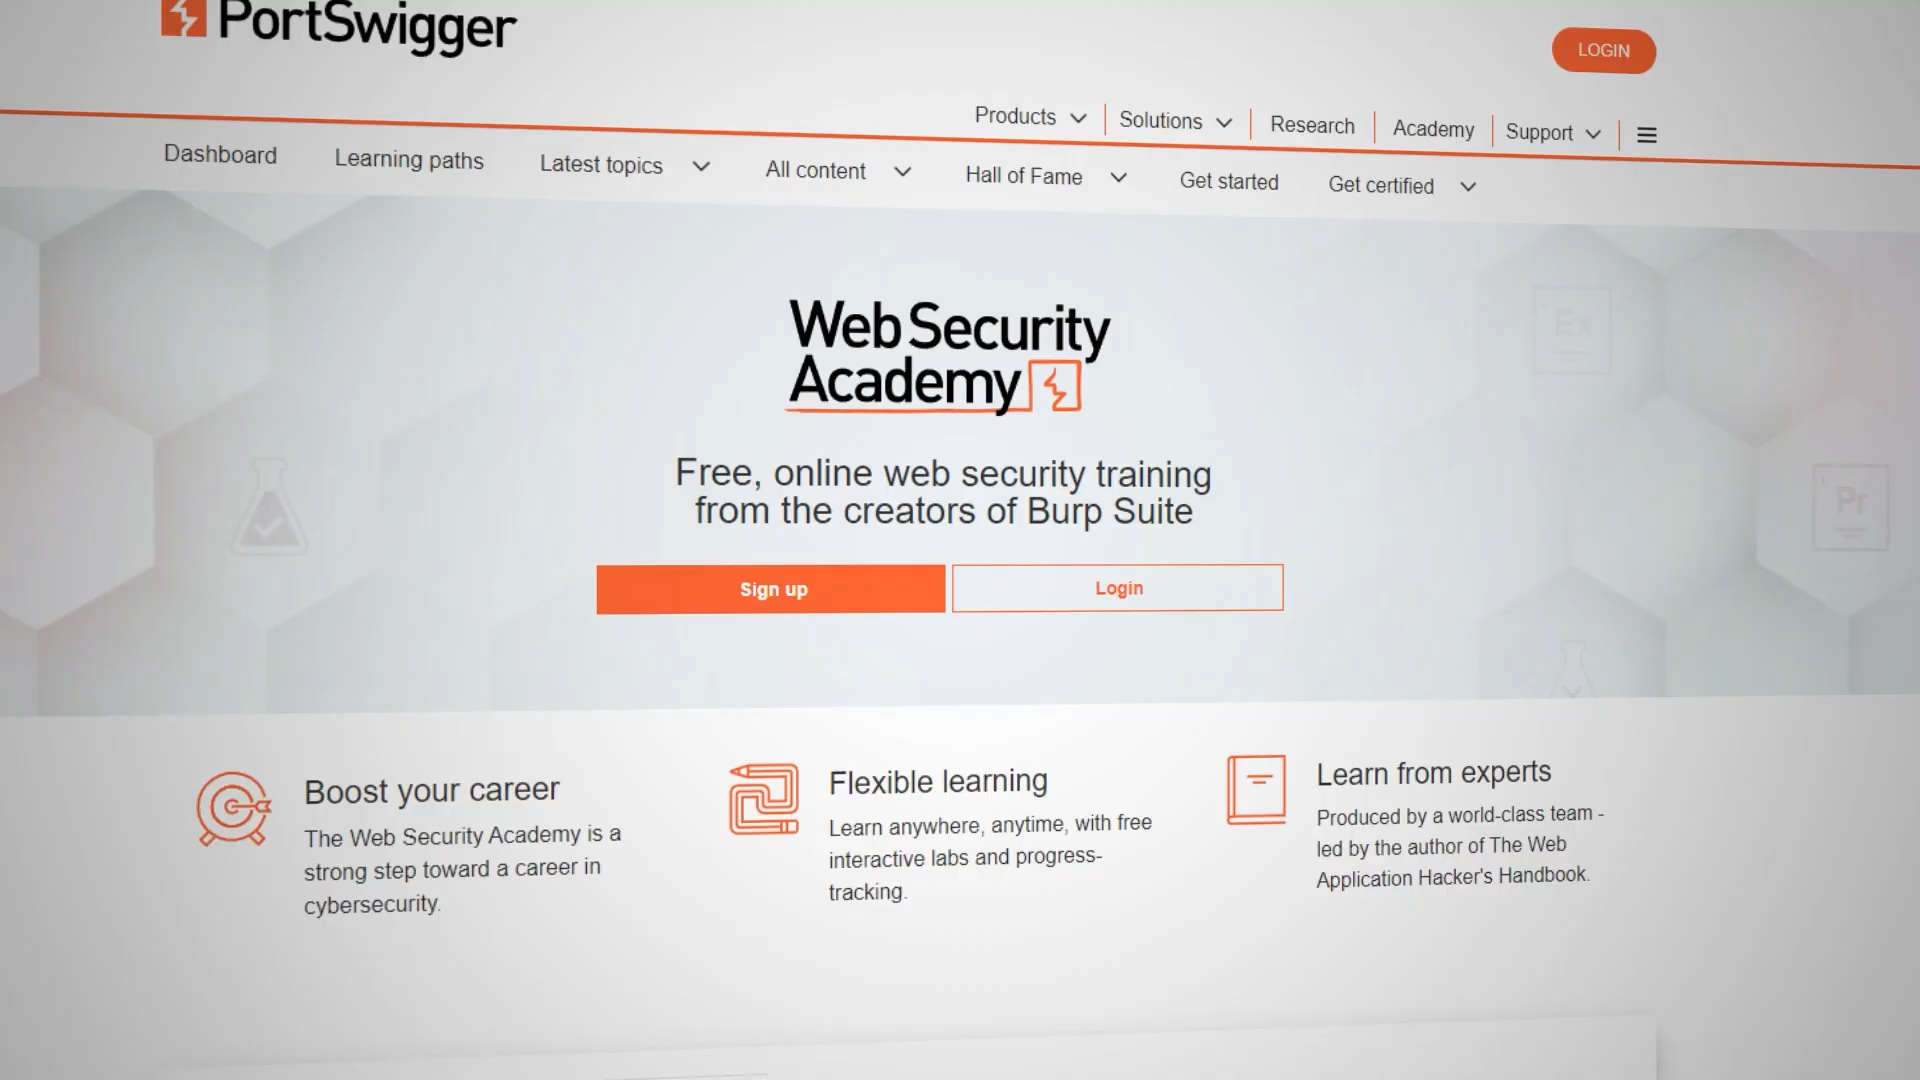 PortSwigger
LOGIN
Products
Solutions
Research
Academy
Support
Dashboard
Learning paths
Latest topics
All content
Hall of Fame
Get started
Get certified
Web Security
Academy
Free, online web security training
from the creators of Burp Suite
Sign up
Login
Ex
Pr
Boost your career
The Web Security Academy is a
strong step toward a career in
cybersecurity.
Flexible learning
Learn anywhere, anytime, with free
interactive labs and progress-
tracking.
Learn from experts
Produced by a world-class team -
led by the author of The Web
Application Hacker's Handbook.